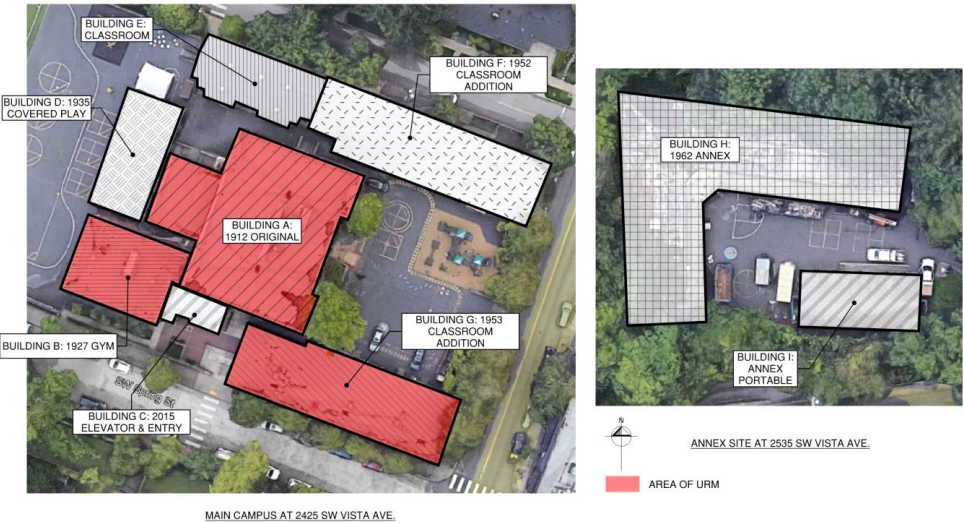 BUILDING E:
CLASSROOM
BUILDING F: 1952
CLASSROOM
ADDITION
BUILDING D: 1935
COVERED PLAY
BUILDING A:
1912 ORIGINAL
BUILDING G: 1953
CLASSROOM
ADDITION
BUILDING B: 1927 GYM
SW Spring St
BUILDING C: 2015
ELEVATOR & ENTRY
MAIN CAMPUS AT 2425 SW VISTA AVE.
BUILDING H:
1962 ANNEX
BUILDING I:
ANNEX
PORTABLE
N
ANNEX SITE AT 2535 SW VISTA AVE.
AREA OF URM